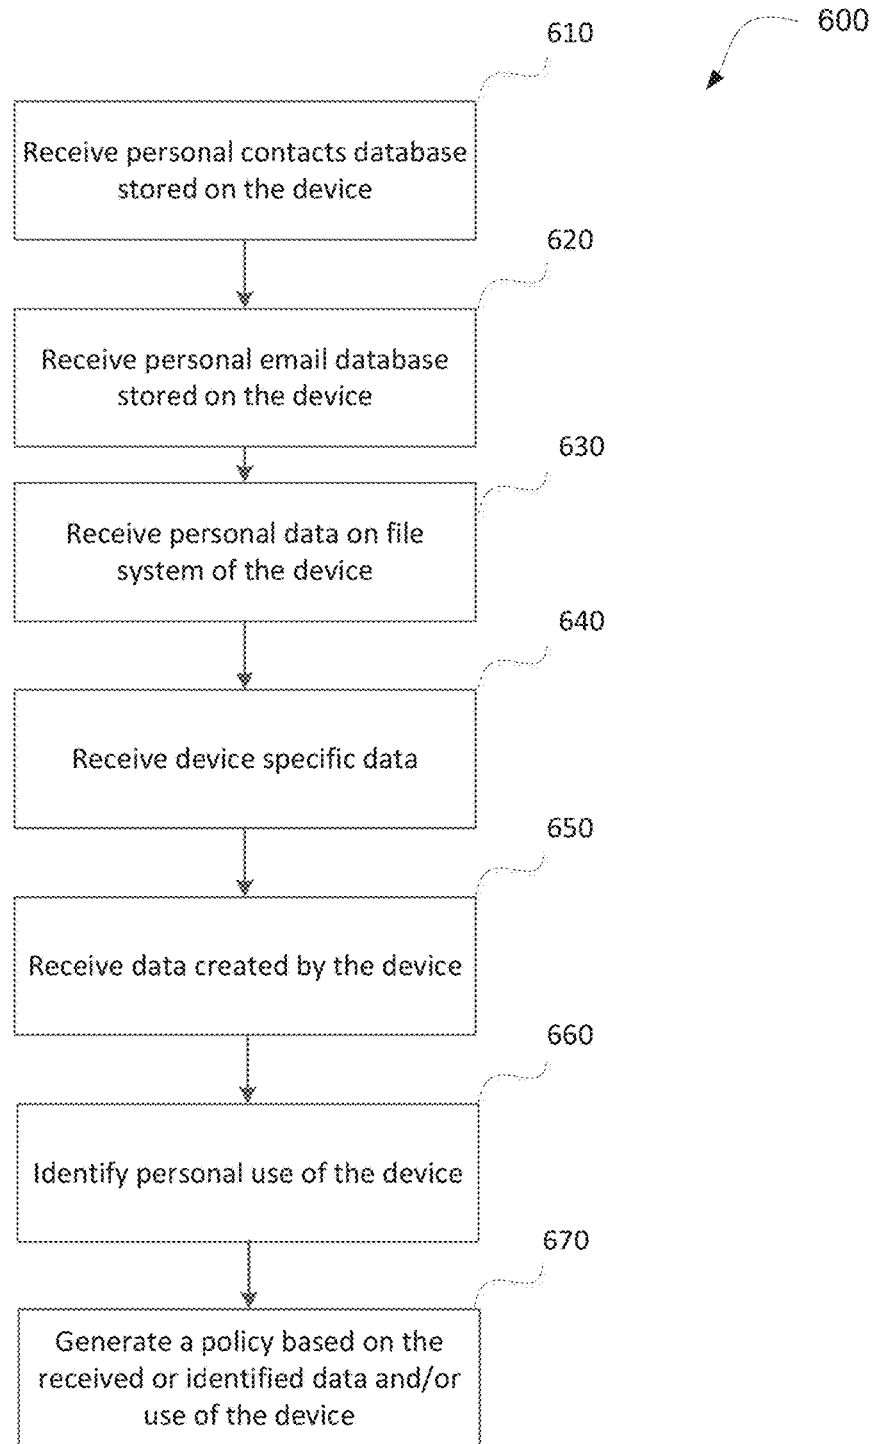 600
610
Receive personal contacts database
stored on the device
620
Receive personal email database
stored on the device
630
Receive personal data on file
system of the device
640
Receive device specific data
650
Receive data created by the device
660
Identify personal use of the device
670
Generate a policy based on the
received or identified data and/or
use of the device